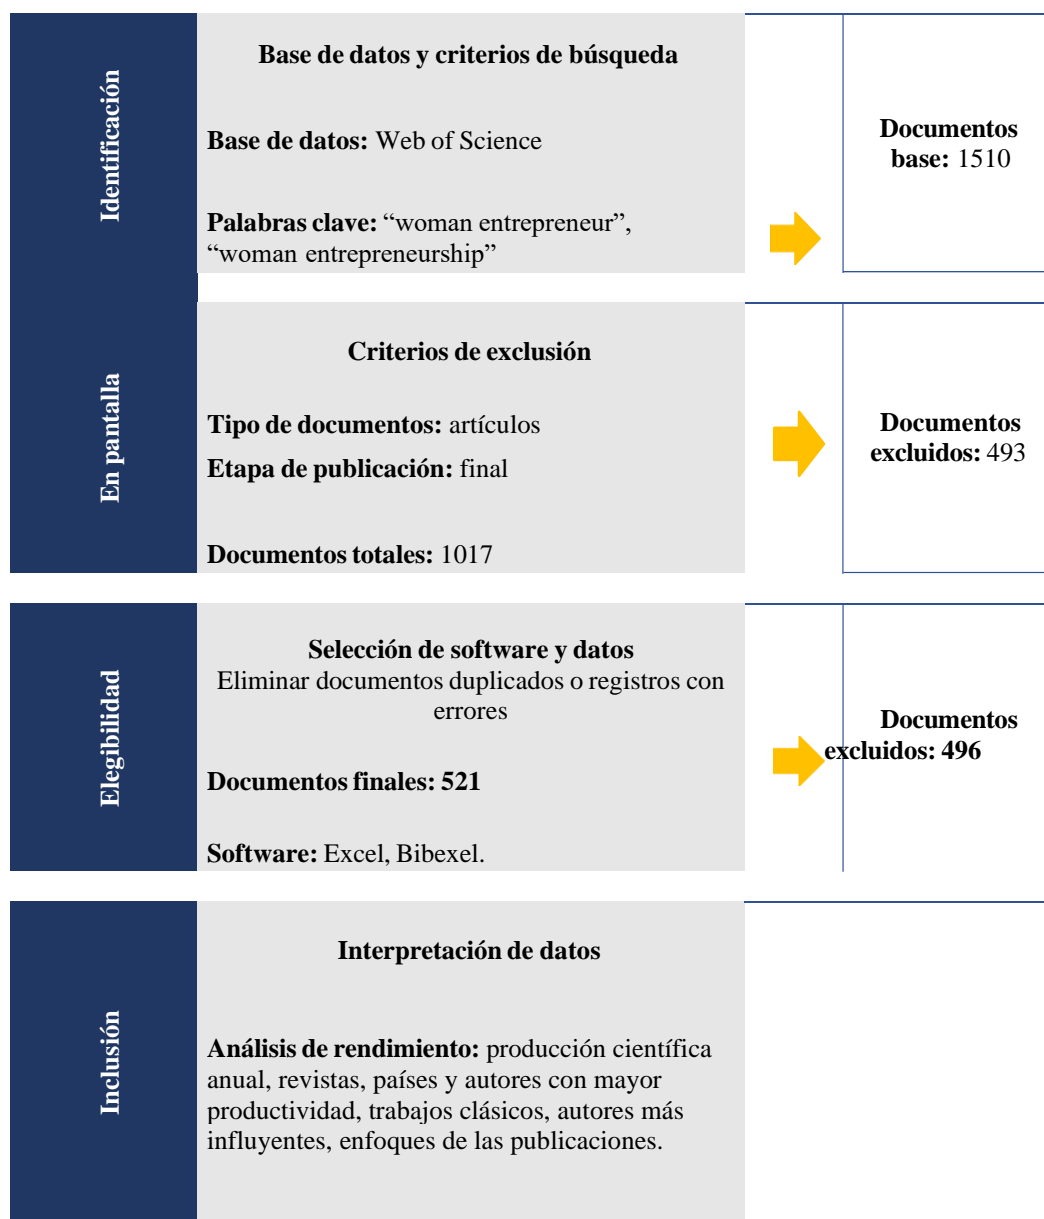 Identificación
Base de datos y criterios de búsqueda
Base de datos: Web of Science
Palabras clave: “woman entrepreneur”,
“woman entrepreneurship”
Documentos
base: 1510
En pantalla
Criterios de exclusión
Tipo de documentos: artículos
Etapa de publicación: final
Documentos totales: 1017
Documentos
excluidos: 493
Elegibilidad
Selección de software y datos
Eliminar documentos duplicados o registros con
errores
Documentos finales: 521
Software: Excel, Bibexel.
Documentos
excluidos: 496
Inclusión
Interpretación de datos
Análisis de rendimiento: producción científica
anual, revistas, países y autores con mayor
productividad, trabajos clásicos, autores más
influyentes, enfoques de las publicaciones.